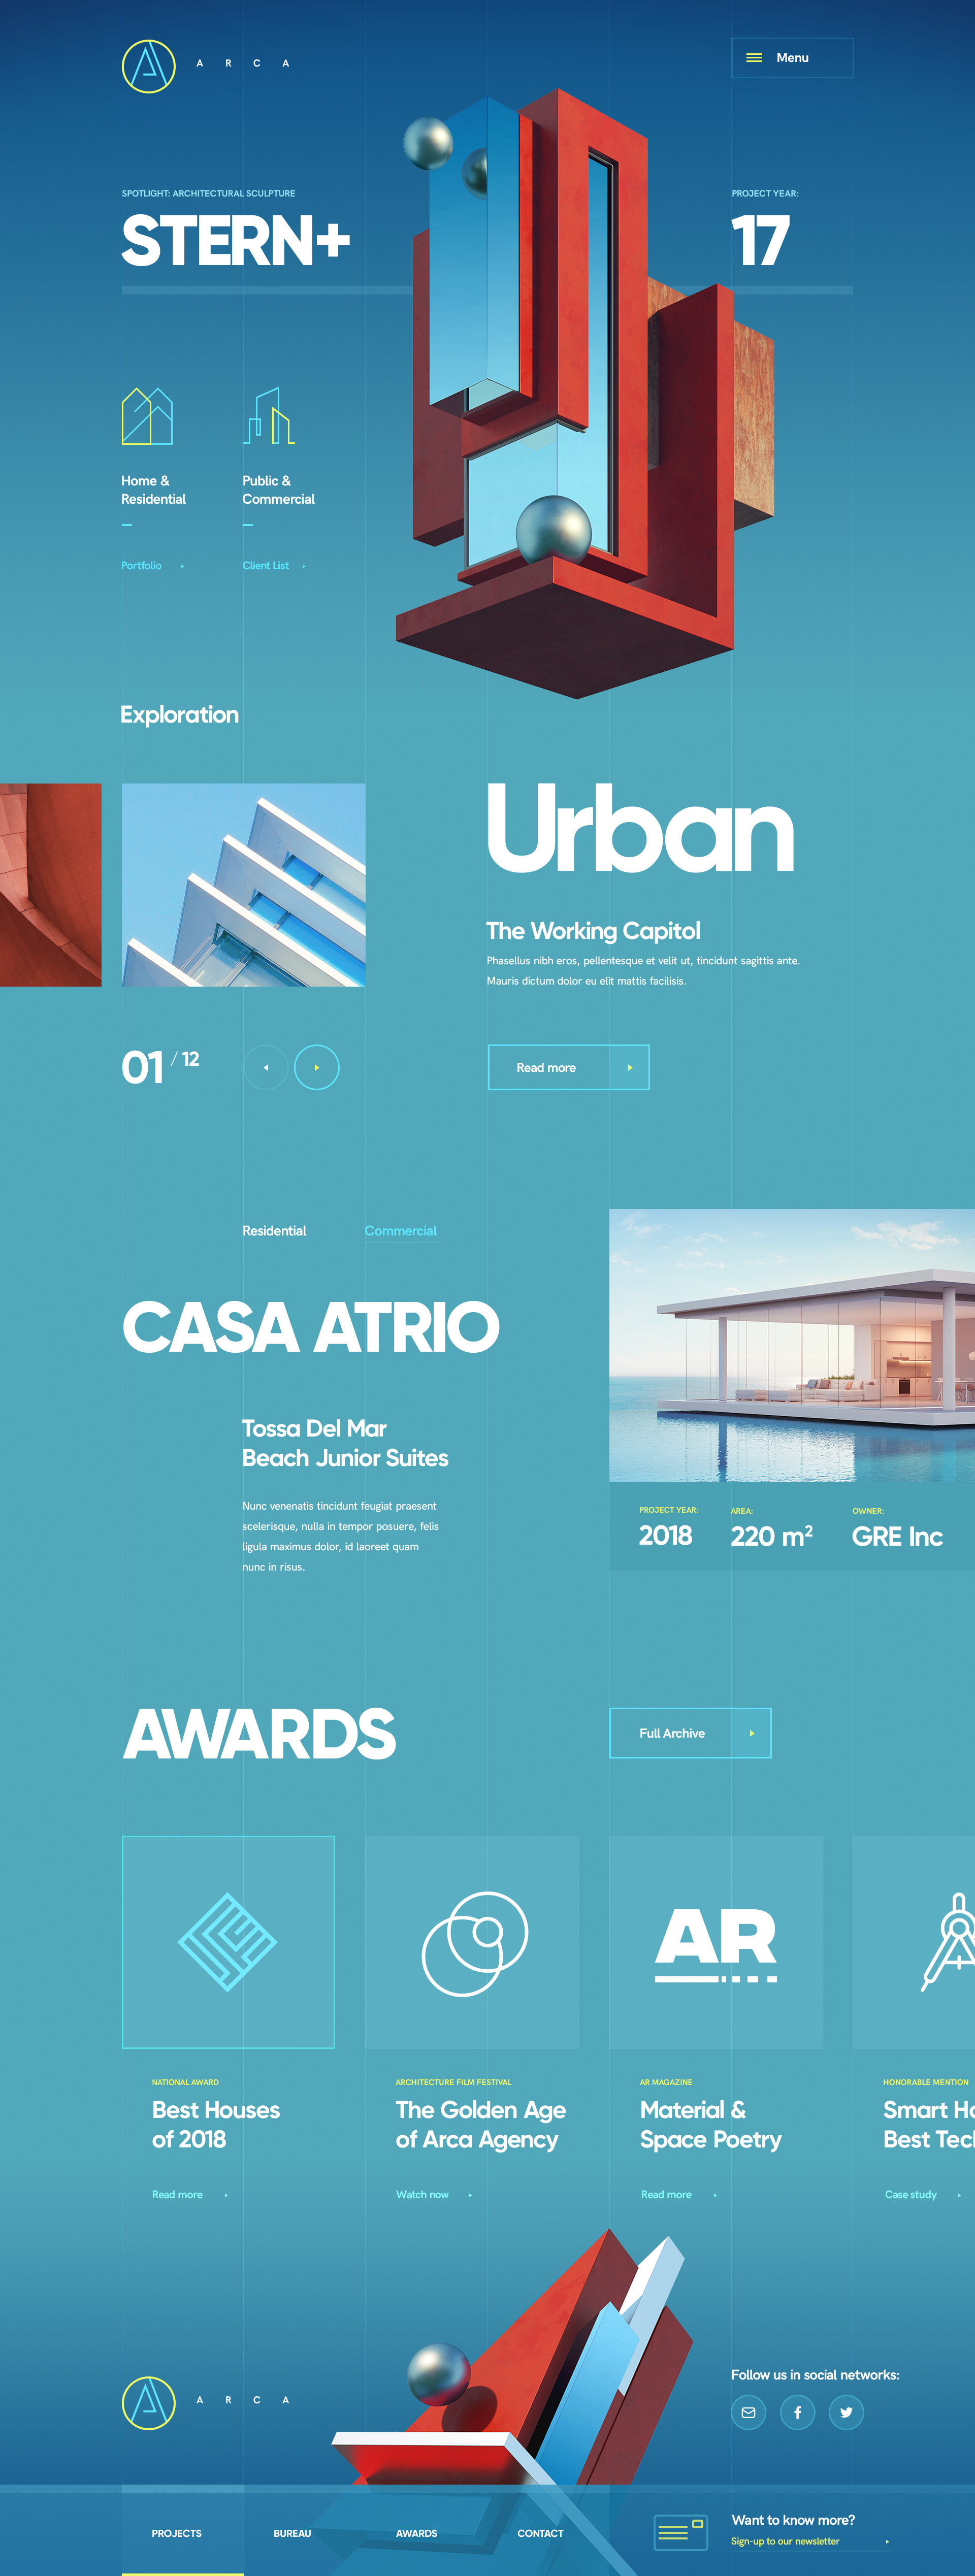 A R C A
Menu
SPOTLIGHT: ARCHITECTURAL SCULPTURE
STERN+
PROJECT YEAR:
17
Home &
Residential
Portfolio
Public &
Commercial
Client List
Exploration
Urban
The Working Capitol
Phasellus nibh eros, pellentesque et velit ut, tincidunt sagittis ante.
Mauris dictum dolor eu elit mattis facilisis.
01 / 12
Read more
Residential
Commercial
CASA ATRIO
Tossa Del Mar
Beach Junior Suites
Nunc venenatis tincidunt feugiat praesent
scelerisque, nulla in tempor posuere, felis
ligula maximus dolor, id laoreet quam
nunc in risus.
PROJECT YEAR:
2018
AREA:
220 m²
OWNER:
GRE Inc
AWARDS
Full Archive
AR
NATIONAL AWARD
Best Houses
of 2018
Read more
ARCHITECTURE FILM FESTIVAL
The Golden Age
of Arca Agency
Watch now
AR MAGAZINE
Material &
Space Poetry
Read more
HONORABLE MENTION
Smart
Best
Case study
A R C A
Follow us in social networks:
PROJECTS
BUREAU
AWARDS
CONTACT
Want to know more?
Sign-up to our newsletter